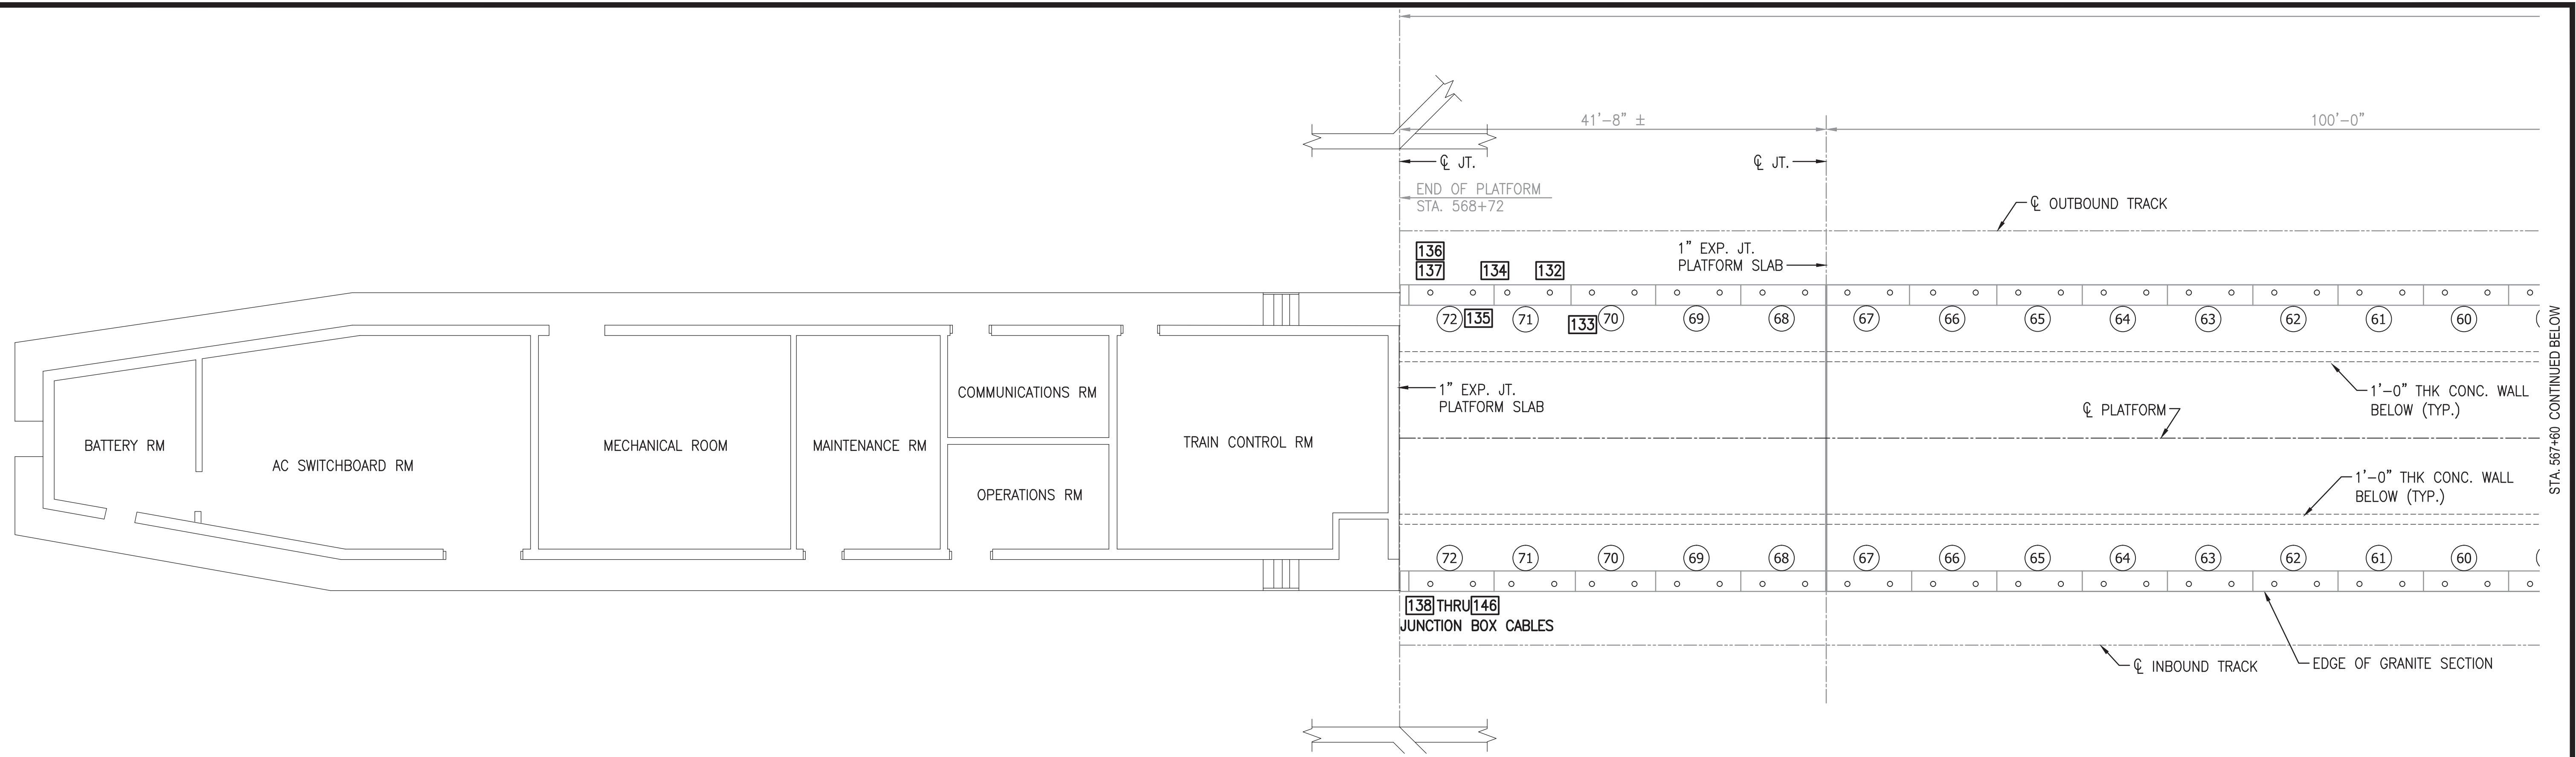 41'-8" ±
100'-0"
℄ JT.
℄ JT.
END OF PLATFORM
STA. 568+72
℄ OUTBOUND TRACK
136
137
134
132
1" EXP. JT.
PLATFORM SLAB
72
135
71
133
70
69
68
67
66
65
64
63
62
61
60
STA. 567+60 CONTINUED BELOW
1" EXP. JT.
PLATFORM SLAB
1'-0" THK CONC. WALL
BELOW (TYP.)
℄ PLATFORM
1'-0" THK CONC. WALL
BELOW (TYP.)
BATTERY RM
AC SWITCHBOARD RM
MECHANICAL ROOM
MAINTENANCE RM
COMMUNICATIONS RM
OPERATIONS RM
TRAIN CONTROL RM
72
71
70
69
68
67
66
65
64
63
62
61
60
138 THRU 146
JUNCTION BOX CABLES
℄ INBOUND TRACK
EDGE OF GRANITE SECTION